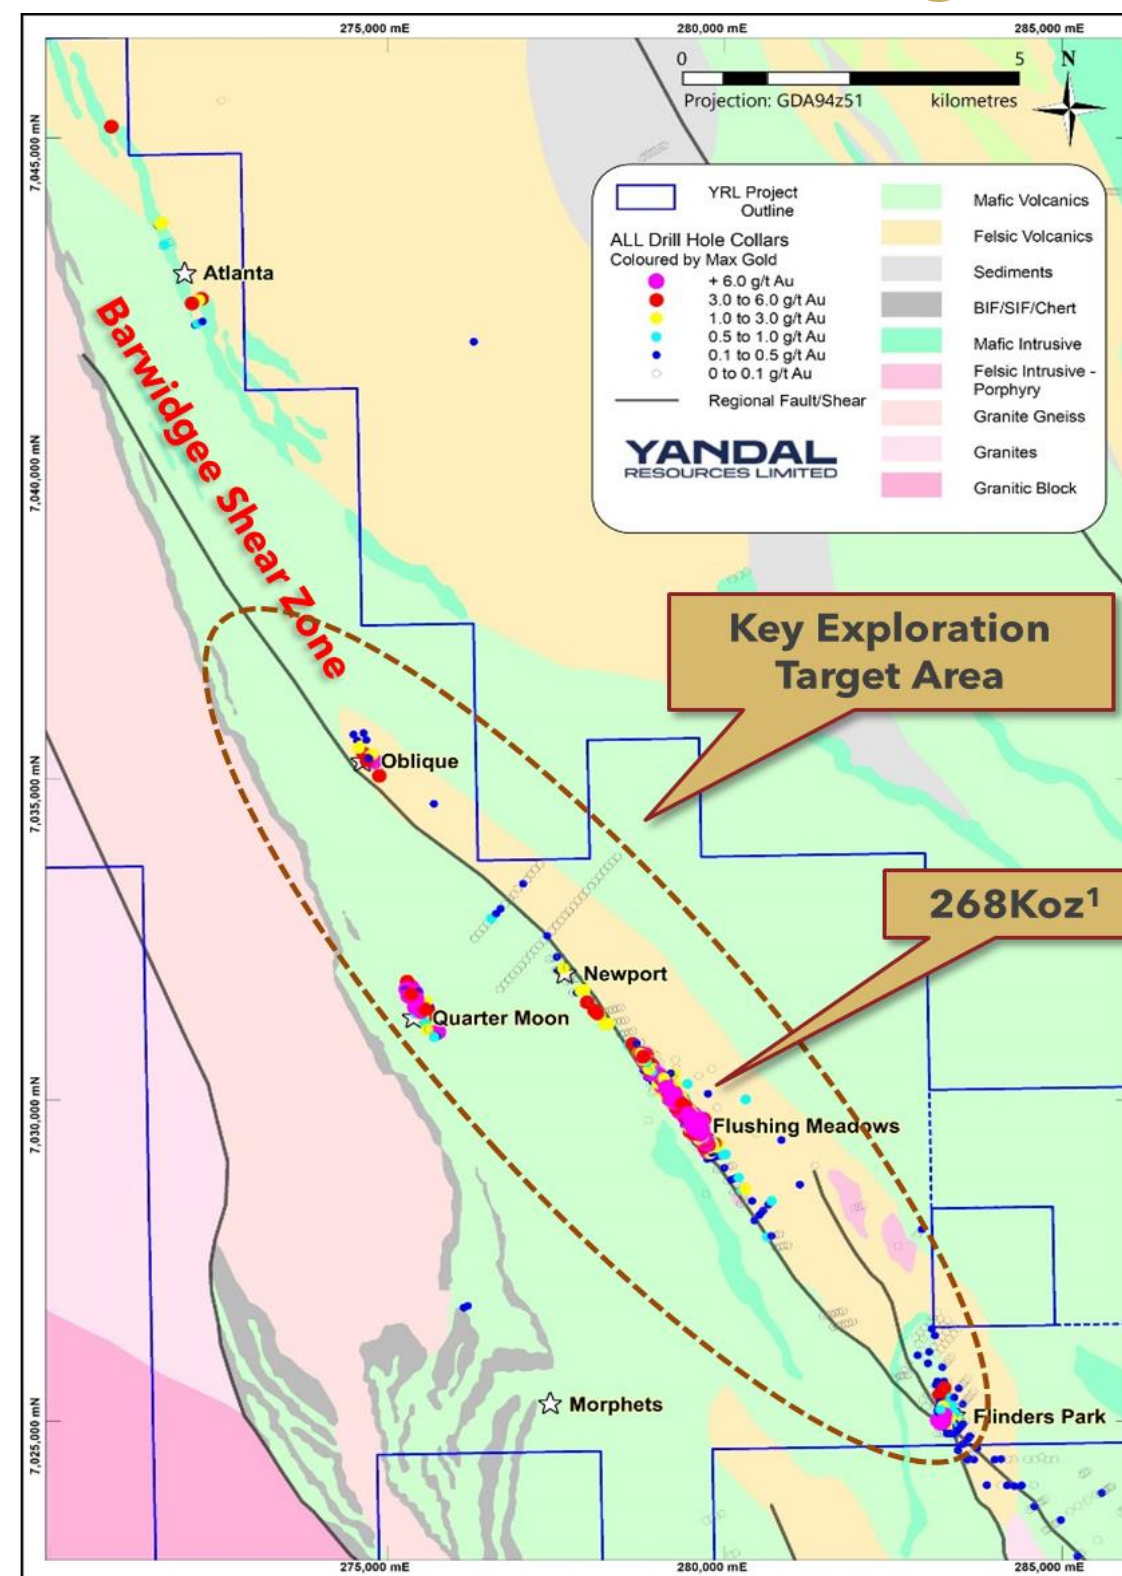 275,000 mE
280,000 mE
285,000 mE
0
5
N
Projection: GDA94z51
kilometres
7,045,000 mN
7,040,000 mN
7,035,000 mN
7,030,000 mN
7,025,000 mN
YRL Project
Outline
ALL Drill Hole Collars
Coloured by Max Gold
+ 6.0 g/t Au
3.0 to 6.0 g/t Au
1.0 to 3.0 g/t Au
0.5 to 1.0 g/t Au
0.1 to 0.5 g/t Au
0 to 0.1 g/t Au
Regional Fault/Shear
YANDAL
RESOURCES LIMITED
Mafic Volcanics
Felsic Volcanics
Sediments
BIF/SIF/Chert
Mafic Intrusive
Felsic Intrusive -
Porphyry
Granite Gneiss
Granites
Granitic Block
Atlanta
Barwidgee Shear Zone
Key Exploration
Target Area
Oblique
268Koz¹
Newport
Quarter Moon
Flushing Meadows
Morphets
Flinders Park
275,000 mE
280,000 mE
285,000 mE